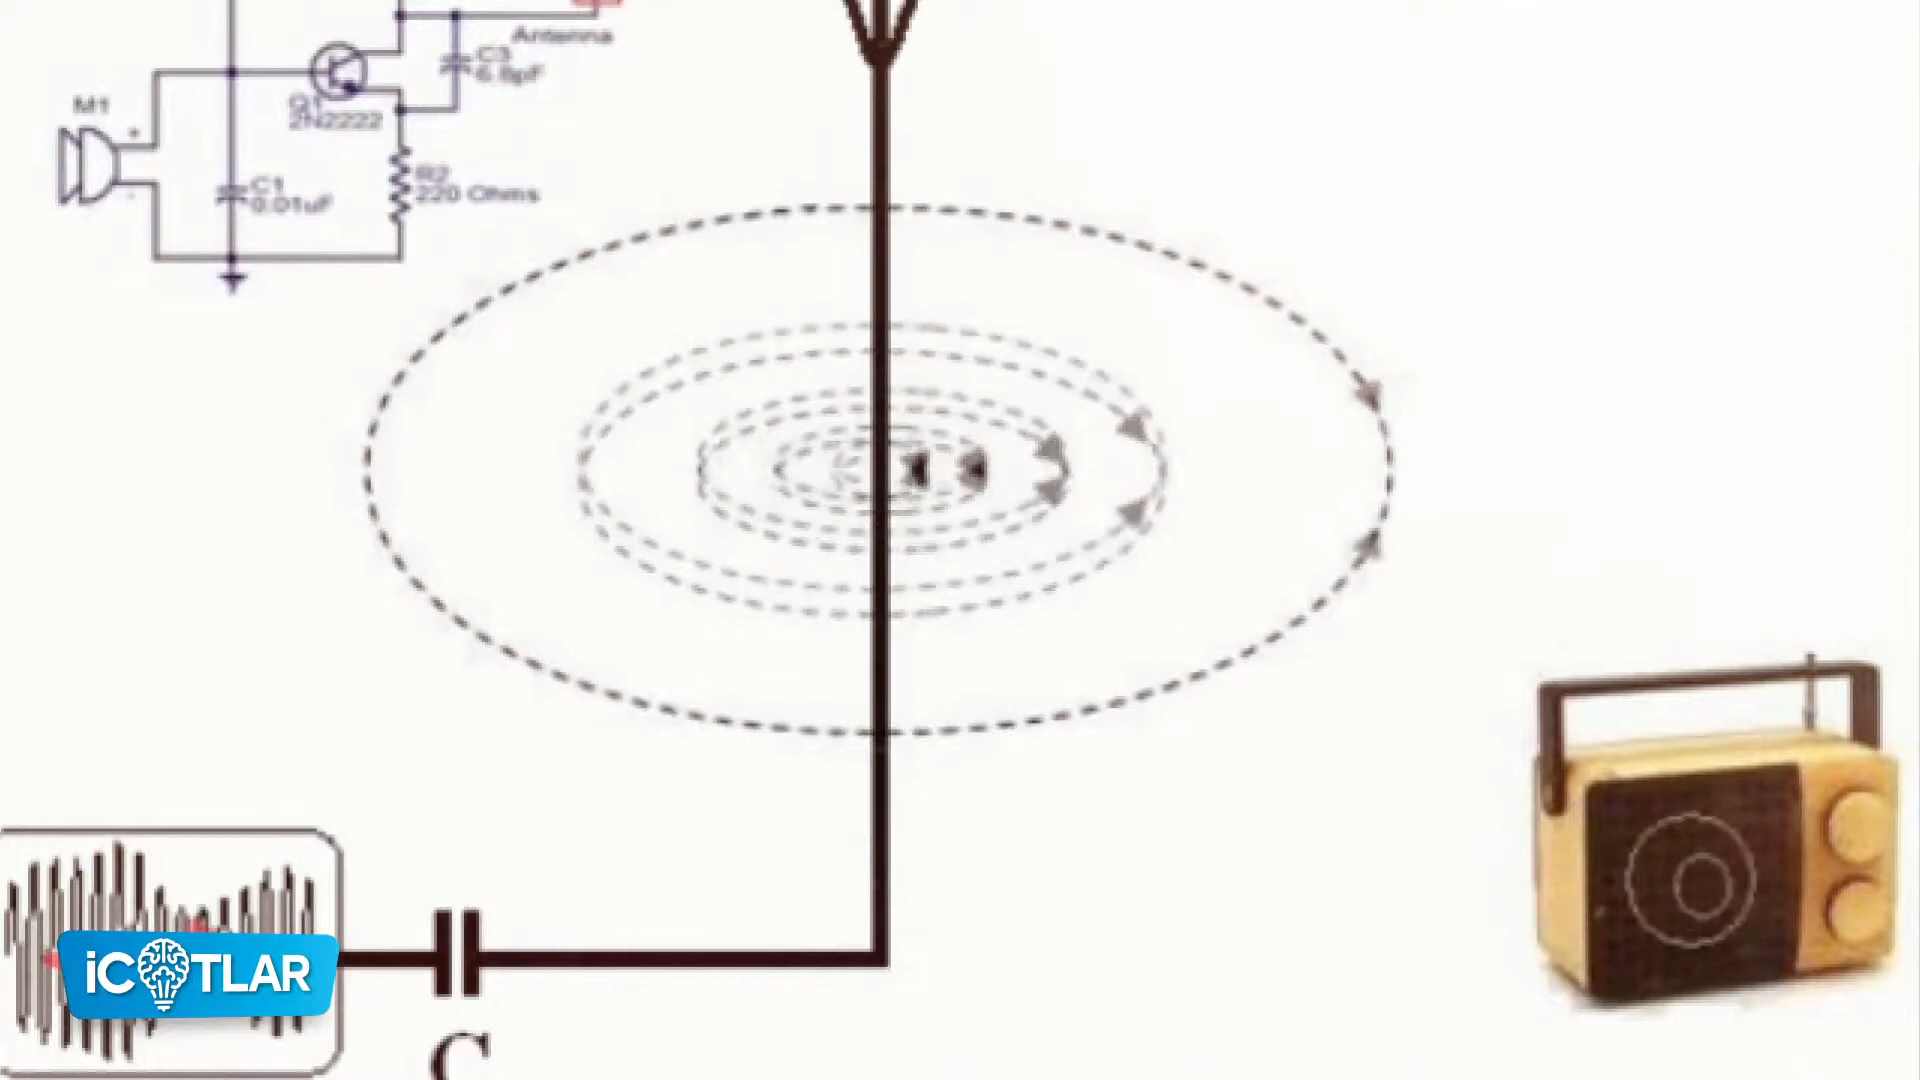 Antenna
C3
6.8pF
M1
+
Q1
2N2222
C1
0.01uF
R2
220 Ohms
iCOTLAR
C